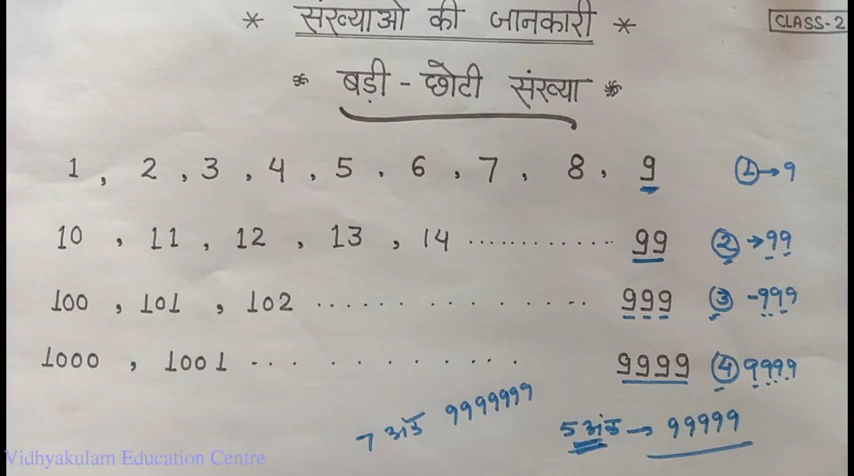 * संख्याओ की जानकारी *
CLASS-2
* बड़ी - छोटी संख्या *
1 , 2 , 3 , 4 , 5 , 6 , 7 , 8 , 9 ① → 9
10 , 11 , 12 , 13 , 14 ............ 99 ② → 99
100 , 101 , 102 ................ 999 ③ - 999
1000 , 1001 ............ 9999 ④ 9999
7 अंक 9999999
5 अंक → 99999
Vidhyakulam Education Centre